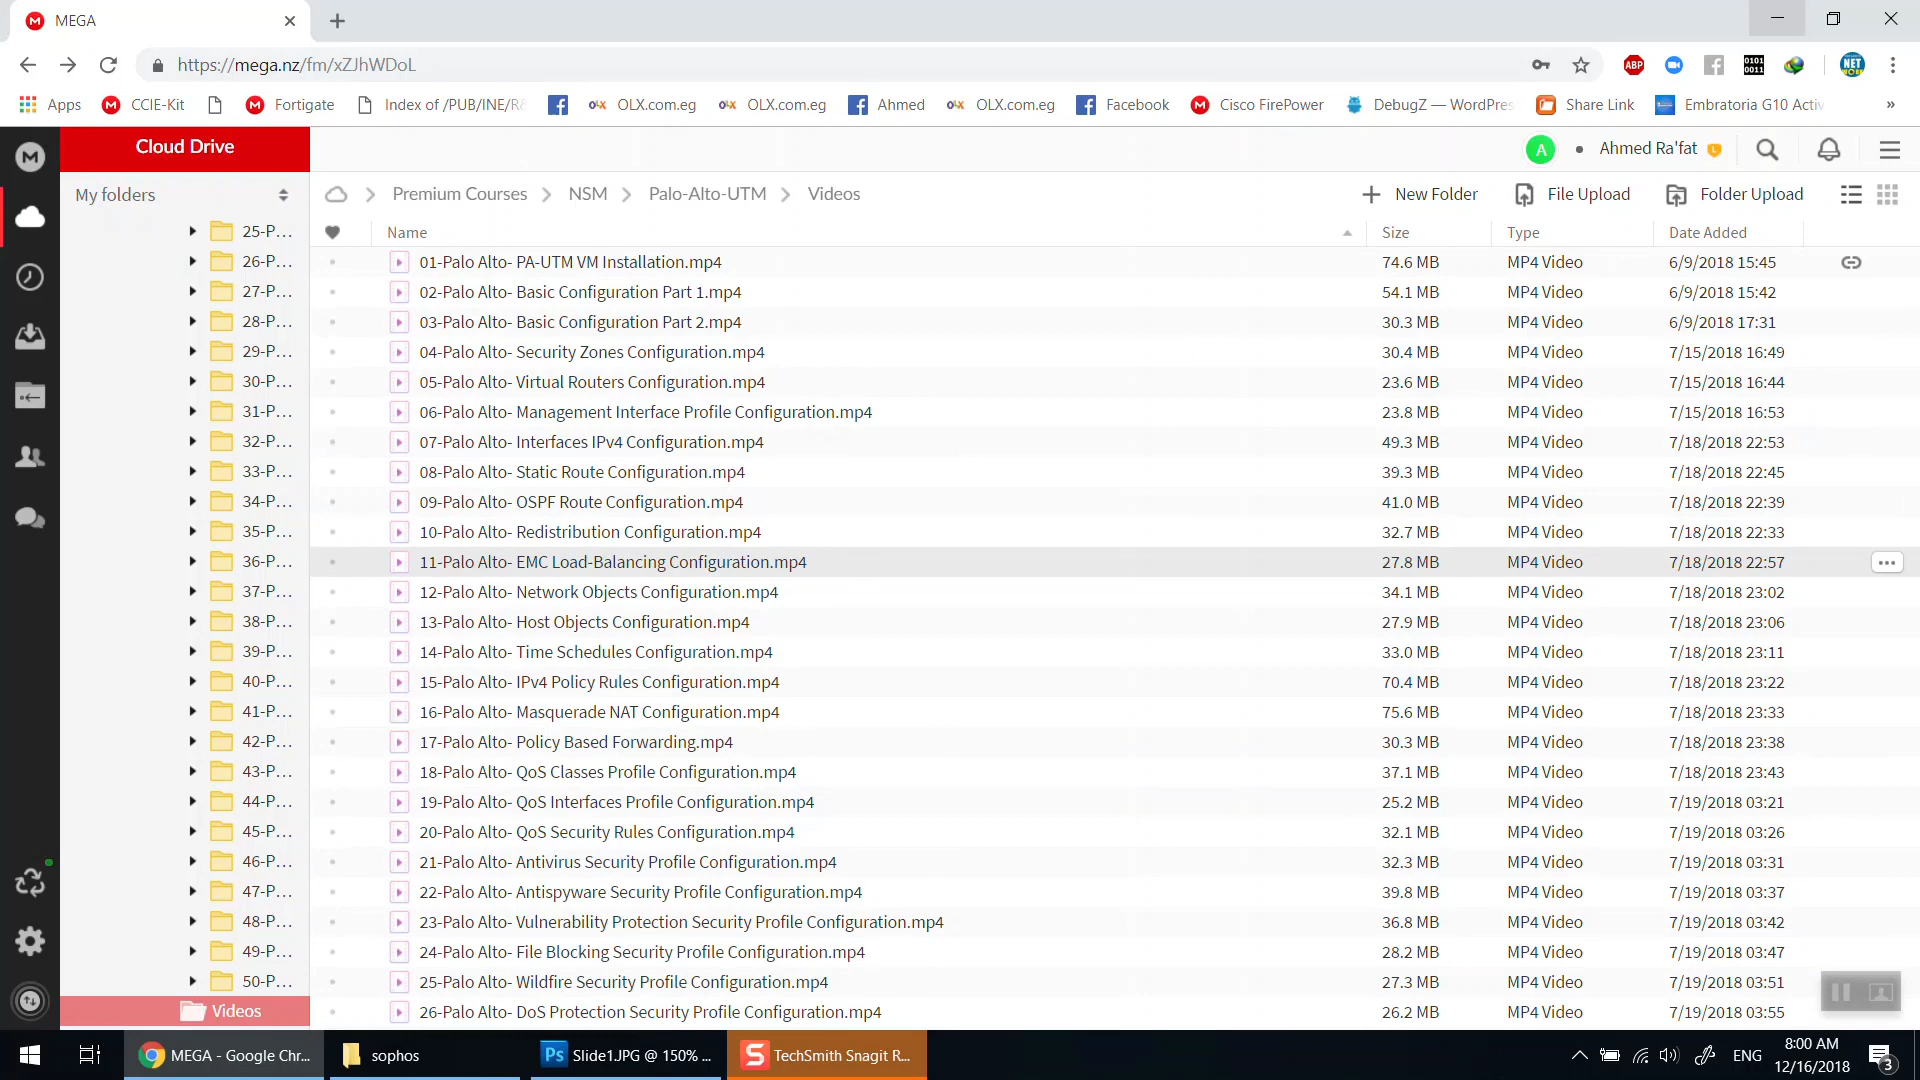 MEGA
https://mega.nz/fm/xZJhWDoL
ABP
0101
0011
NET
Apps
CCIE-Kit
Fortigate
Index of /PUB/INE/R&
OLX.com.eg
OLX.com.eg
Ahmed
OLX.com.eg
Facebook
Cisco FirePower
DebugZ — WordPres
Share Link
Embratoria G10 Activ
»
Cloud Drive
A
Ahmed Ra'fat
My folders
Premium Courses
NSM
Palo-Alto-UTM
Videos
New Folder
File Upload
Folder Upload
Name Size Type Date Added
25-P...
26-P...
27-P...
28-P...
29-P...
30-P...
31-P...
32-P...
33-P...
34-P...
35-P...
36-P...
37-P...
38-P...
39-P...
40-P...
41-P...
42-P...
43-P...
44-P...
45-P...
46-P...
47-P...
48-P...
49-P...
50-P...
Videos
01-Palo Alto- PA-UTM VM Installation.mp4 74.6 MB MP4 Video 6/9/2018 15:45
02-Palo Alto- Basic Configuration Part 1.mp4 54.1 MB MP4 Video 6/9/2018 15:42
03-Palo Alto- Basic Configuration Part 2.mp4 30.3 MB MP4 Video 6/9/2018 17:31
04-Palo Alto- Security Zones Configuration.mp4 30.4 MB MP4 Video 7/15/2018 16:49
05-Palo Alto- Virtual Routers Configuration.mp4 23.6 MB MP4 Video 7/15/2018 16:44
06-Palo Alto- Management Interface Profile Configuration.mp4 23.8 MB MP4 Video 7/15/2018 16:53
07-Palo Alto- Interfaces IPv4 Configuration.mp4 49.3 MB MP4 Video 7/18/2018 22:53
08-Palo Alto- Static Route Configuration.mp4 39.3 MB MP4 Video 7/18/2018 22:45
09-Palo Alto- OSPF Route Configuration.mp4 41.0 MB MP4 Video 7/18/2018 22:39
10-Palo Alto- Redistribution Configuration.mp4 32.7 MB MP4 Video 7/18/2018 22:33
11-Palo Alto- EMC Load-Balancing Configuration.mp4 27.8 MB MP4 Video 7/18/2018 22:57
12-Palo Alto- Network Objects Configuration.mp4 34.1 MB MP4 Video 7/18/2018 23:02
13-Palo Alto- Host Objects Configuration.mp4 27.9 MB MP4 Video 7/18/2018 23:06
14-Palo Alto- Time Schedules Configuration.mp4 33.0 MB MP4 Video 7/18/2018 23:11
15-Palo Alto- IPv4 Policy Rules Configuration.mp4 70.4 MB MP4 Video 7/18/2018 23:22
16-Palo Alto- Masquerade NAT Configuration.mp4 75.6 MB MP4 Video 7/18/2018 23:33
17-Palo Alto- Policy Based Forwarding.mp4 30.3 MB MP4 Video 7/18/2018 23:38
18-Palo Alto- QoS Classes Profile Configuration.mp4 37.1 MB MP4 Video 7/18/2018 23:43
19-Palo Alto- QoS Interfaces Profile Configuration.mp4 25.2 MB MP4 Video 7/19/2018 03:21
20-Palo Alto- QoS Security Rules Configuration.mp4 32.1 MB MP4 Video 7/19/2018 03:26
21-Palo Alto- Antivirus Security Profile Configuration.mp4 32.3 MB MP4 Video 7/19/2018 03:31
22-Palo Alto- Antispyware Security Profile Configuration.mp4 39.8 MB MP4 Video 7/19/2018 03:37
23-Palo Alto- Vulnerability Protection Security Profile Configuration.mp4 36.8 MB MP4 Video 7/19/2018 03:42
24-Palo Alto- File Blocking Security Profile Configuration.mp4 28.2 MB MP4 Video 7/19/2018 03:47
25-Palo Alto- Wildfire Security Profile Configuration.mp4 27.3 MB MP4 Video 7/19/2018 03:51
26-Palo Alto- DoS Protection Security Profile Configuration.mp4 26.2 MB MP4 Video 7/19/2018 03:55
MEGA - Google Chr...
sophos
Ps
Slide1.JPG @ 150% ...
S
TechSmith Snagit R...
ENG
8:00 AM
12/16/2018
3